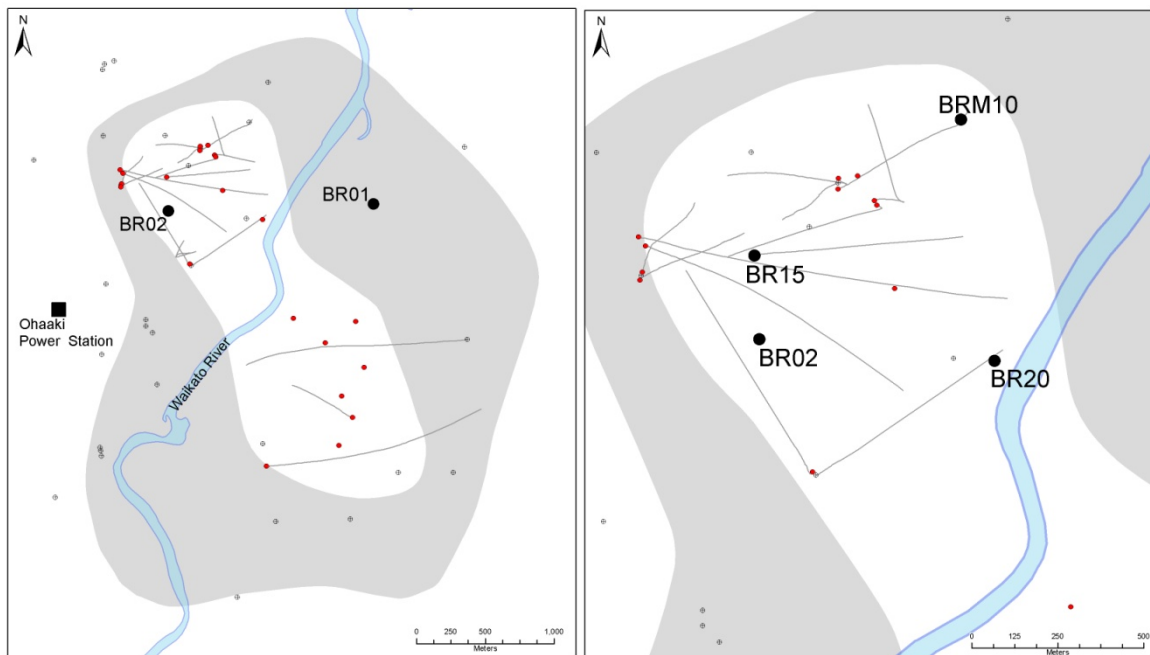 N
BR01
BR02
Ohaaki
Power Station
Waikato River
0 250 500 1,000
Meters
N
BRM10
BR15
BR02
BR20
0 125 250 500
Meters